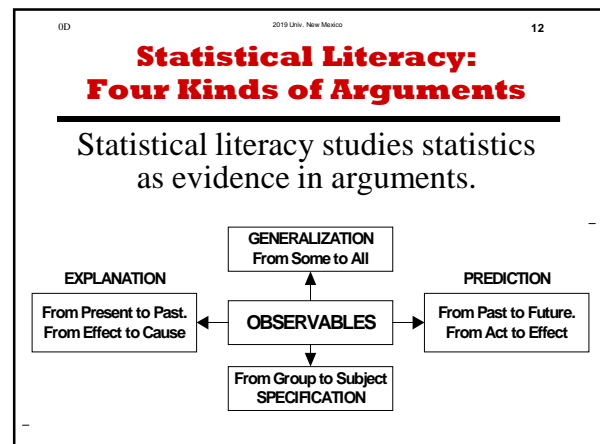 0D 2019 Univ. New Mexico 12
Statistical Literacy:
Four Kinds of Arguments
Statistical literacy studies statistics
as evidence in arguments.
GENERALIZATION
From Some to All
EXPLANATION
From Present to Past.
From Effect to Cause
OBSERVABLES
PREDICTION
From Past to Future.
From Act to Effect
From Group to Subject
SPECIFICATION